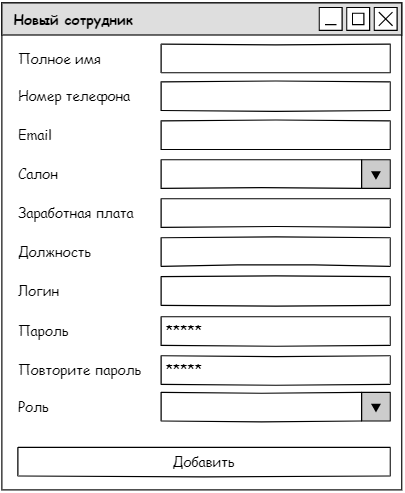 Новый сотрудник
Полное имя
Номер телефона
Email
Салон
Заработная плата
Должность
Логин
Пароль *****
Повторите пароль *****
Роль
Добавить